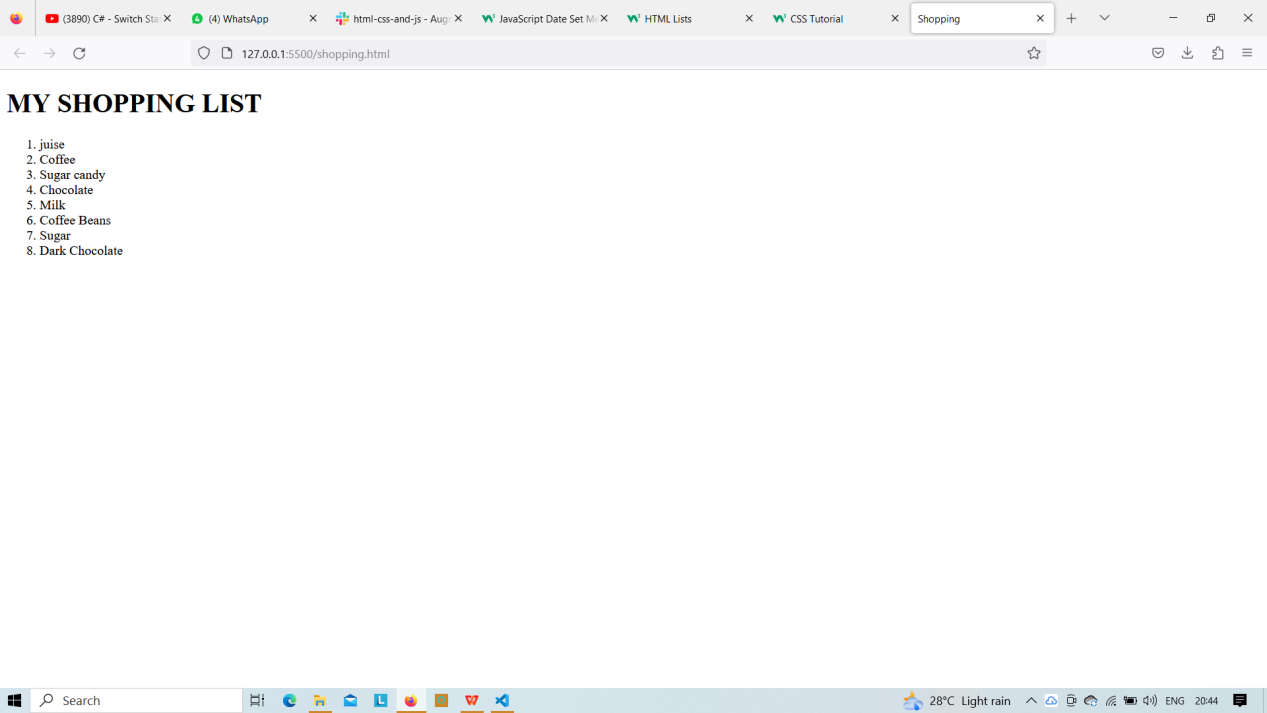 (3890) C# - Switch Sta
(4) WhatsApp
html-css-and-js - Aug
JavaScript Date Set Me
HTML Lists
CSS Tutorial
Shopping
127.0.0.1:5500/shopping.html
MY SHOPPING LIST
1. juise
2. Coffee
3. Sugar candy
4. Chocolate
5. Milk
6. Coffee Beans
7. Sugar
8. Dark Chocolate
Search
28°C Light rain
ENG
20:44